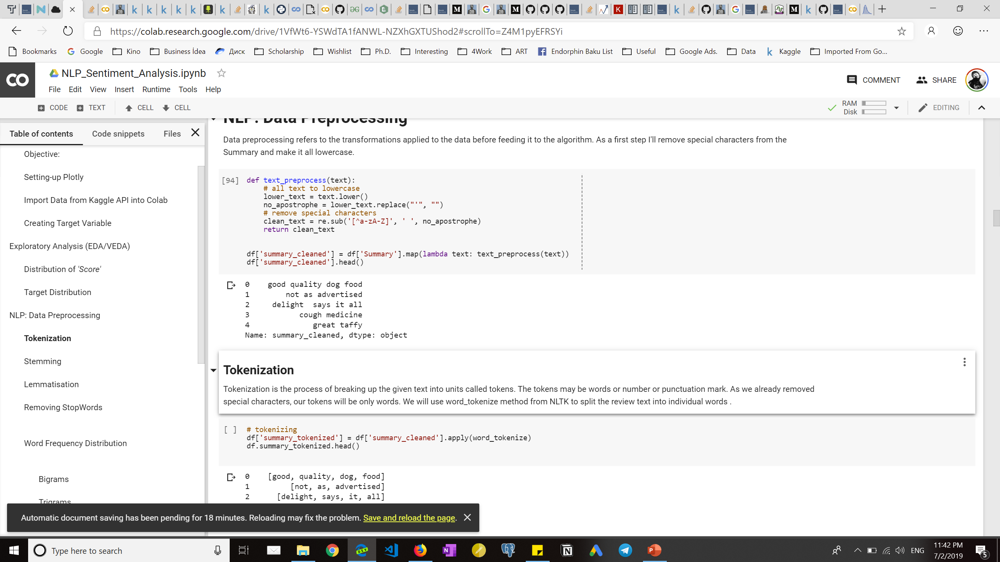 https://colab.research.google.com/drive/1VfWt6-YSWdTA1fANWL-NZXhGXTUShod2#scrollTo=Z4M1pyEFRSYi
Bookmarks Google Kino Business İdea Диск Scholarship Wishlist Ph.D. Interesting 4Work ART Endorphin Baku List Useful Google Ads. Data Kaggle Imported From Go...
NLP_Sentiment_Analysis.ipynb
COMMENT SHARE
File Edit View Insert Runtime Tools Help
CODE TEXT CELL CELL
RAM
Disk
EDITING
Table of contents Code snippets Files
Objective:
Setting-up Plotly
Import Data from Kaggle API into Colab
Creating Target Variable
Exploratory Analysis (EDA/VEDA)
Distribution of 'Score'
Target Distribution
NLP: Data Preprocessing
Tokenization
Stemming
Lemmatisation
Removing StopWords
Word Frequency Distribution
Bigrams
Trigrams
NLP: Data Preprocessing
Data preprocessing refers to the transformations applied to the data before feeding it to the algorithm. As a first step I'll remove special characters from the
Summary and make it all lowercase.
[94] def text_preprocess(text):
# all text to lowercase
lower_text = text.lower()
no_apostrophe = lower_text.replace("'", "")
# remove special characters
clean_text = re.sub('[^a-zA-Z]', ' ', no_apostrophe)
return clean_text
df['summary_cleaned'] = df['Summary'].map(lambda text: text_preprocess(text))
df['summary_cleaned'].head()
0 good quality dog food
1 not as advertised
2 delight  says it all
3 cough medicine
4 great taffy
Name: summary_cleaned, dtype: object
Tokenization
Tokenization is the process of breaking up the given text into units called tokens. The tokens may be words or number or punctuation mark. As we already removed
special characters, our tokens will be only words. We will use word_tokenize method from NLTK to split the review text into individual words .
[ ] # tokenizing
df['summary_tokenized'] = df['summary_cleaned'].apply(word_tokenize)
df.summary_tokenized.head()
0 [good, quality, dog, food]
1 [not, as, advertised]
2 [delight, says, it, all]
Automatic document saving has been pending for 18 minutes. Reloading may fix the problem. Save and reload the page.
Type here to search
DEV
ENG
11:42 PM
7/2/2019
5